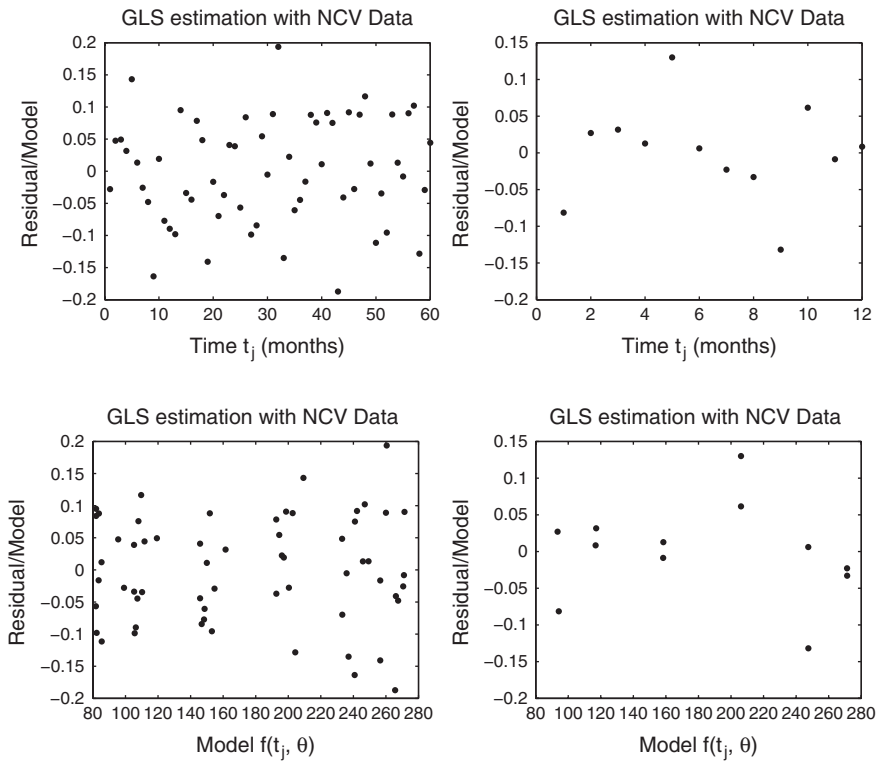 GLS estimation with NCV Data
0.2
0.15
0.1
0.05
0
−0.05
−0.1
−0.15
−0.2
0 10 20 30 40 50 60
Residual/Model
Time t_j (months)
GLS estimation with NCV Data
0.15
0.1
0.05
0
−0.05
−0.1
−0.15
−0.2
0 2 4 6 8 10 12
Residual/Model
Time t_j (months)
GLS estimation with NCV Data
0.2
0.15
0.1
0.05
0
−0.05
−0.1
−0.15
−0.2
80 100 120 140 160 180 200 220 240 260 280
Residual/Model
Model f(t_j, θ)
GLS estimation with NCV Data
0.15
0.1
0.05
0
−0.05
−0.1
−0.15
−0.2
80 100 120 140 160 180 200 220 240 260 280
Residual/Model
Model f(t_j, θ)